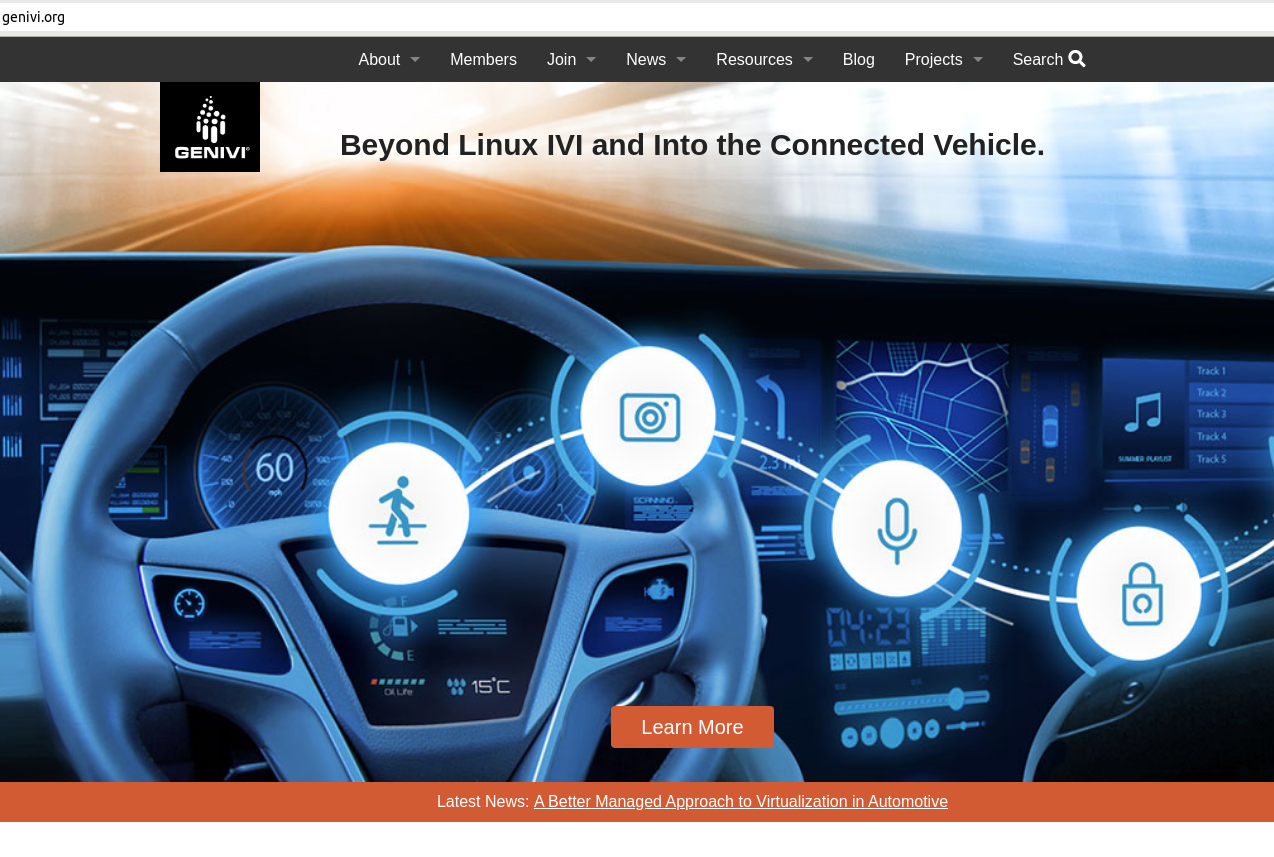 genivi.org
About Members Join News Resources Blog Projects Search
GENIVI®
Beyond Linux IVI and Into the Connected Vehicle.
Track 1
Track 2
Track 3
Track 4
Track 5
SUMMER PLAYLIST
60
mph
2.3 mi
SCANNING
04:23
F
E
Oil Life
15°C
Learn More
Latest News: A Better Managed Approach to Virtualization in Automotive